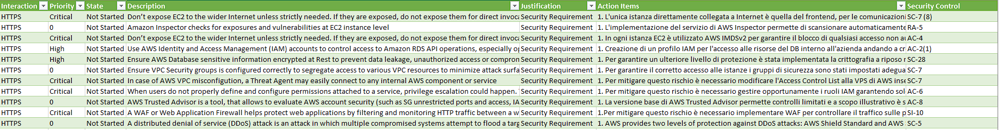 Interaction Priority State Description Justification Action Items Security Control
HTTPS Critical Not Started Don’t expose EC2 to the wider Internet unless strictly needed. If they are exposed, do not expose them for direct invoca Security Requirement 1. L'unica istanza direttamente collegata a Internet è quella del frontend, per le comunicazioni SC-7 (8)
HTTPS 0 Not Started Amazon Inspector checks for exposures and vulnerabilities at EC2 instance level Security Requirement 1. L'implementazione del servizio di AWS Inspector permette di scansionare automaticamente RA-5
HTTPS Critical Not Started Don’t expose EC2 to the wider Internet unless strictly needed. If they are exposed, do not expose them for direct invoca Security Requirement 1. In ogni istanza EC2 è utilizzato AWS IMDSv2 per garantire il blocco di qualsiasi accesso non au AC-4
HTTPS High Not Started Use AWS Identity and Access Management (IAM) accounts to control access to Amazon RDS API operations, especially op Security Requirement 1. Creazione di un profilo IAM per l'accesso alle risorse del DB interno all'azienda andando a cr AC-2(1)
HTTPS High Not Started Ensure AWS Database sensitive information encrypted at Rest to prevent data leakage, unauthorized access or compron Security Requirement 1. Per garantire un ulteriore livello di protezione è stata implementata la crittografia a riposo SC-28
HTTPS 0 Not Started Ensure VPC Security groups is configured correctly to segregate access to various VPC resources to minimize attack surfa Security Requirement 1. Per garantire il corretto accesso alle istanze i gruppi di sicurezza sono stati impostati adegua SC-7
HTTPS Critical Not Started In case of AWS VPC misconfigution, a Threat Agent may easily connect to any internal AWS component or service Security Requirement 1. Per mitigare questo rischio è necessario modificare l'Access Control List alla VPS di AWS inse SC-7
HTTPS Critical Not Started When users do not properly define and configure permissions attached to a service, privilege escalation could happen. Security Requirement 1. Per mitigare questo rischio è necessario gestire opportunamente i ruoli IAM garantendo sol AC-6
HTTPS 0 Not Started AWS Trusted Advisor is a tool, that allows to evaluate AWS account security (such as SG unrestricted ports and access, IA Security Requirement 1. La versione base di AWS Trusted Advisor permette controlli limitati e a scopo illustrativo è s AC-8
HTTPS Critical Not Started A WAF or Web Application Firewall helps protect web applications by filtering and monitoring HTTP traffic between a w Security Requirement 1.Per mitigare questo rischio è necessario implementare WAF per controllare il traffico sulle p SI-10
HTTPS 0 Not Started A distributed denial of service (DDoS) attack is an attack in which multiple compromised systems attempt to flood a targ Security Requirement 1. AWS provides two levels of protection against DDoS attacks: AWS Shield Standard and AWS SC-5